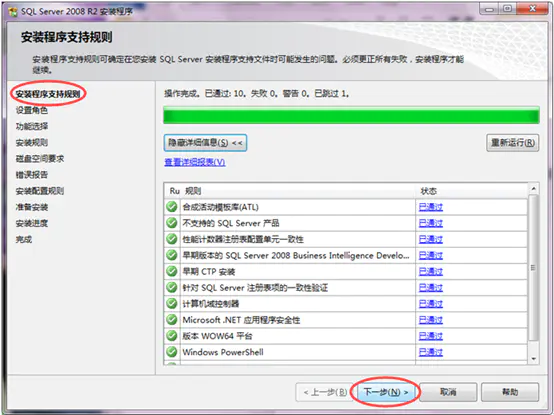 SQL Server 2008 R2 安装程序
安装程序支持规则
安装程序支持规则可确定在您安装 SQL Server 安装程序支持文件时可能发生的问题。必须更正所有失败，安装程序才能
继续。
安装程序支持规则
设置角色
功能选择
安装规则
磁盘空间要求
错误报告
安装配置规则
准备安装
安装进度
完成
操作完成。已通过: 10。失败 0。警告 0。已跳过 1。
隐藏详细信息(S) <<
重新运行(R)
查看详细报表(V)
Ru 规则 状态
合成活动模板库(ATL) 已通过
不支持的 SQL Server 产品 已通过
性能计数器注册表配置单元一致性 已通过
早期版本的 SQL Server 2008 Business Intelligence Develo... 已通过
早期 CTP 安装 已通过
针对 SQL Server 注册表项的一致性验证 已通过
计算机域控制器 已通过
Microsoft .NET 应用程序安全性 已通过
版本 WOW64 平台 已通过
Windows PowerShell 已通过
< 上一步(B) 下一步(N) > 取消 帮助